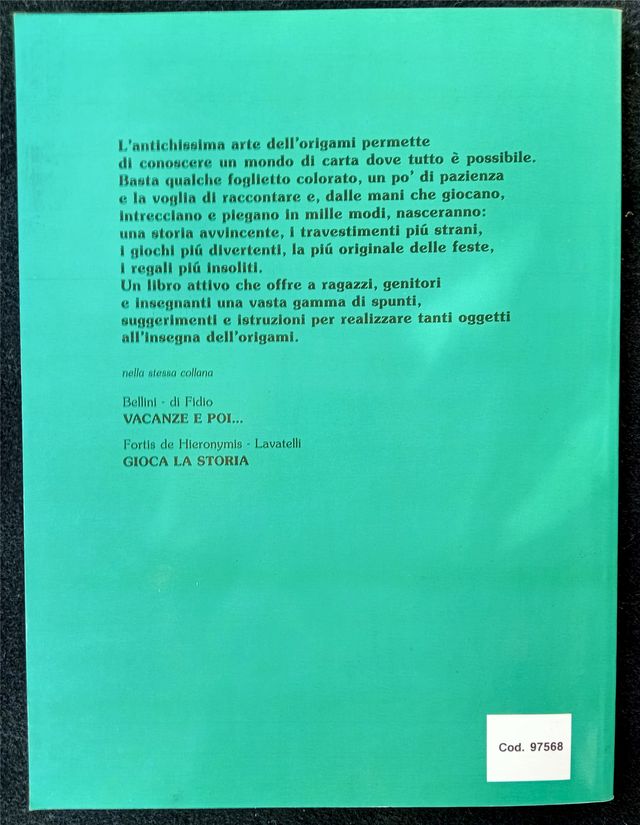 L'antichissima arte dell'origami permette
di conoscere un mondo di carta dove tutto è possibile.
Basta qualche foglietto colorato, un po' di pazienza
e la voglia di raccontare e, dalle mani che giocano,
intrecciano e piegano in mille modi, nasceranno:
una storia avvincente, i travestimenti piú strani,
i giochi piú divertenti, la piú originale delle feste,
i regali piú insoliti.
Un libro attivo che offre a ragazzi, genitori
e insegnanti una vasta gamma di spunti,
suggerimenti e istruzioni per realizzare tanti oggetti
all'insegna dell'origami.
nella stessa collana
Bellini - di Fidio
VACANZE E POI...
Fortis de Hieronymis - Lavatelli
GIOCA LA STORIA
Cod. 97568